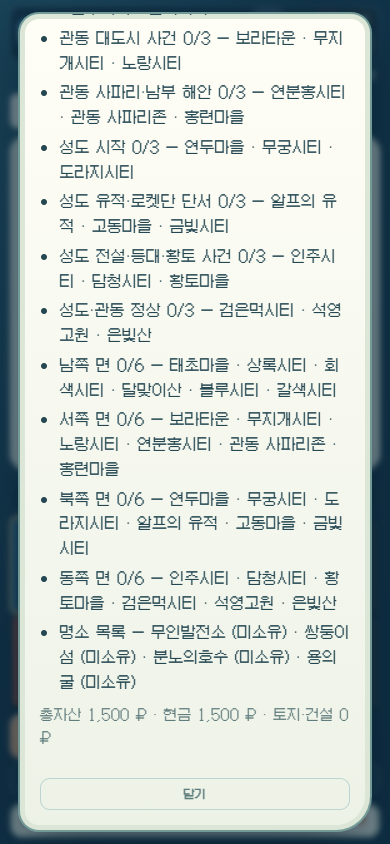 • 관동 대도시 사건 0/3 — 보라타운 · 무지
개시티 · 노랑시티
• 관동 사파리·남부 해안 0/3 — 연분홍시티
· 관동 사파리존 · 홍련마을
• 성도 시작 0/3 — 연두마을 · 무궁시티 ·
도라지시티
• 성도 유적·로켓단 단서 0/3 — 알프의 유
적 · 고동마을 · 금빛시티
• 성도 전설·등대·황토 사건 0/3 — 인주시
티 · 담청시티 · 황토마을
• 성도·관동 정상 0/3 — 검은먹시티 · 석영
고원 · 은빛산
• 남쪽 면 0/6 — 태초마을 · 상록시티 · 회
색시티 · 달맞이산 · 블루시티 · 갈색시티
• 서쪽 면 0/6 — 보라타운 · 무지개시티 ·
노랑시티 · 연분홍시티 · 관동 사파리존 ·
홍련마을
• 북쪽 면 0/6 — 연두마을 · 무궁시티 · 도
라지시티 · 알프의 유적 · 고동마을 · 금빛
시티
• 동쪽 면 0/6 — 인주시티 · 담청시티 · 황
토마을 · 검은먹시티 · 석영고원 · 은빛산
• 명소 목록 — 무인발전소 (미소유) · 쌍둥이
섬 (미소유) · 분노의호수 (미소유) · 용의
굴 (미소유)
총자산 1,500 ₽ · 현금 1,500 ₽ · 토지·건설 0
₽
닫기